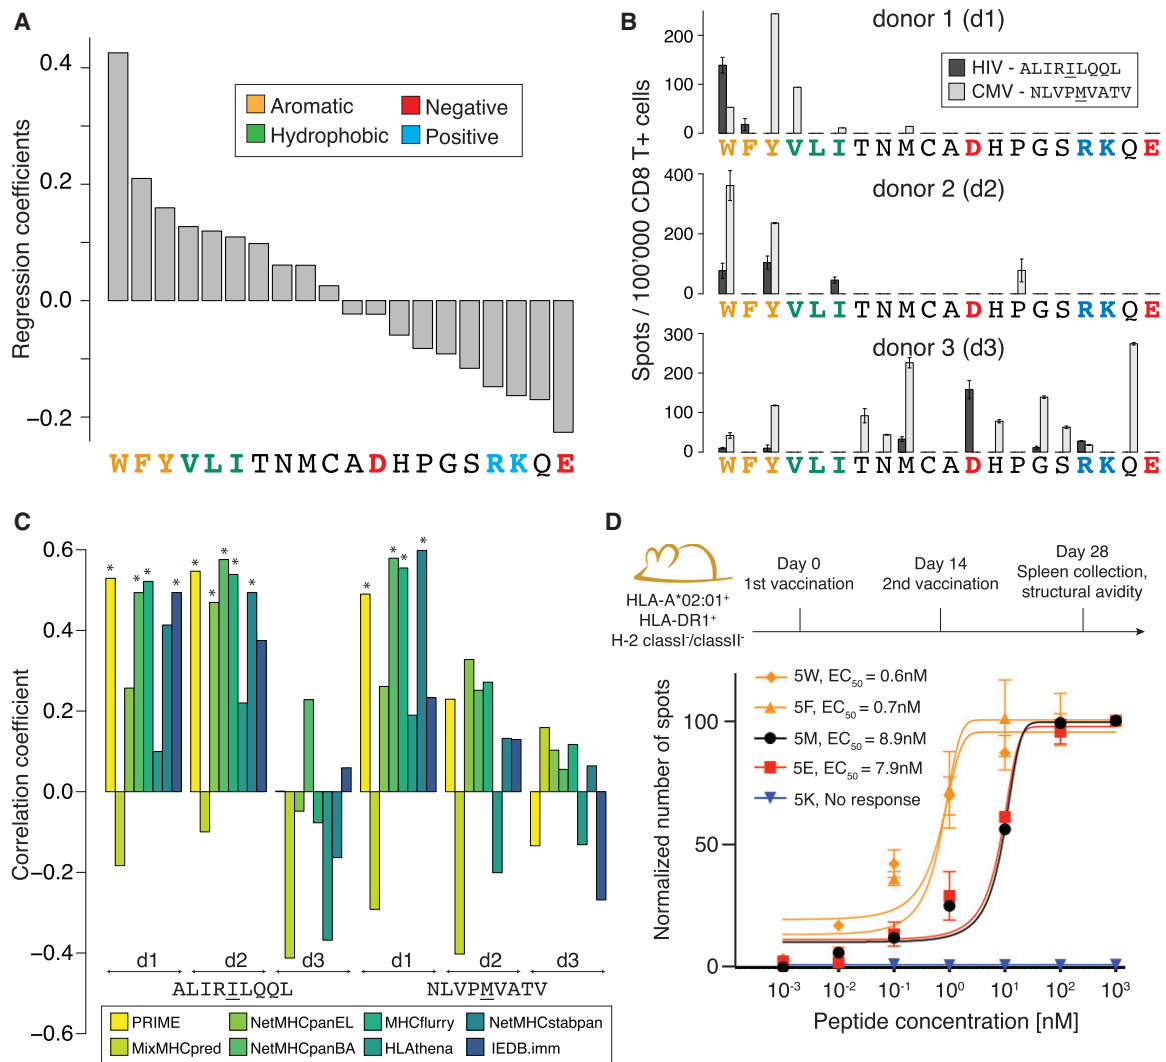 A
Regression coefficients
0.4
0.2
0.0
−0.2
Aromatic
Hydrophobic
Negative
Positive
W F Y V L I T N M C A D H P G S R K Q E
B
Spots / 100'000 CD8 T+ cells
donor 1 (d1)
HIV - ALIRILQQL
CMV - NLVPMVATV
200
100
0
W F Y V L I T N M C A D H P G S R K Q E
donor 2 (d2)
400
200
0
W F Y V L I T N M C A D H P G S R K Q E
donor 3 (d3)
300
200
100
0
W F Y V L I T N M C A D H P G S R K Q E
C
Correlation coefficient
0.6
0.4
0.2
0.0
−0.2
−0.4
−0.6
* * * * * * * * * * * * * *
d1 d2 d3 d1 d2 d3
ALIRILQQL NLVPMVATV
PRIME NetMHCpanEL MHCflurry NetMHCstabpan
MixMHCpred NetMHCpanBA HLAthena IEDB.imm
D
HLA-A*02:01+
HLA-DR1+
H-2 classI-/classII-
Day 0
1st vaccination
Day 14
2nd vaccination
Day 28
Spleen collection,
structural avidity
Normalized number of spots
100
50
0
5W, EC50 = 0.6nM
5F, EC50 = 0.7nM
5M, EC50 = 8.9nM
5E, EC50 = 7.9nM
5K, No response
10-3 10-2 10-1 100 101 102 103
Peptide concentration [nM]